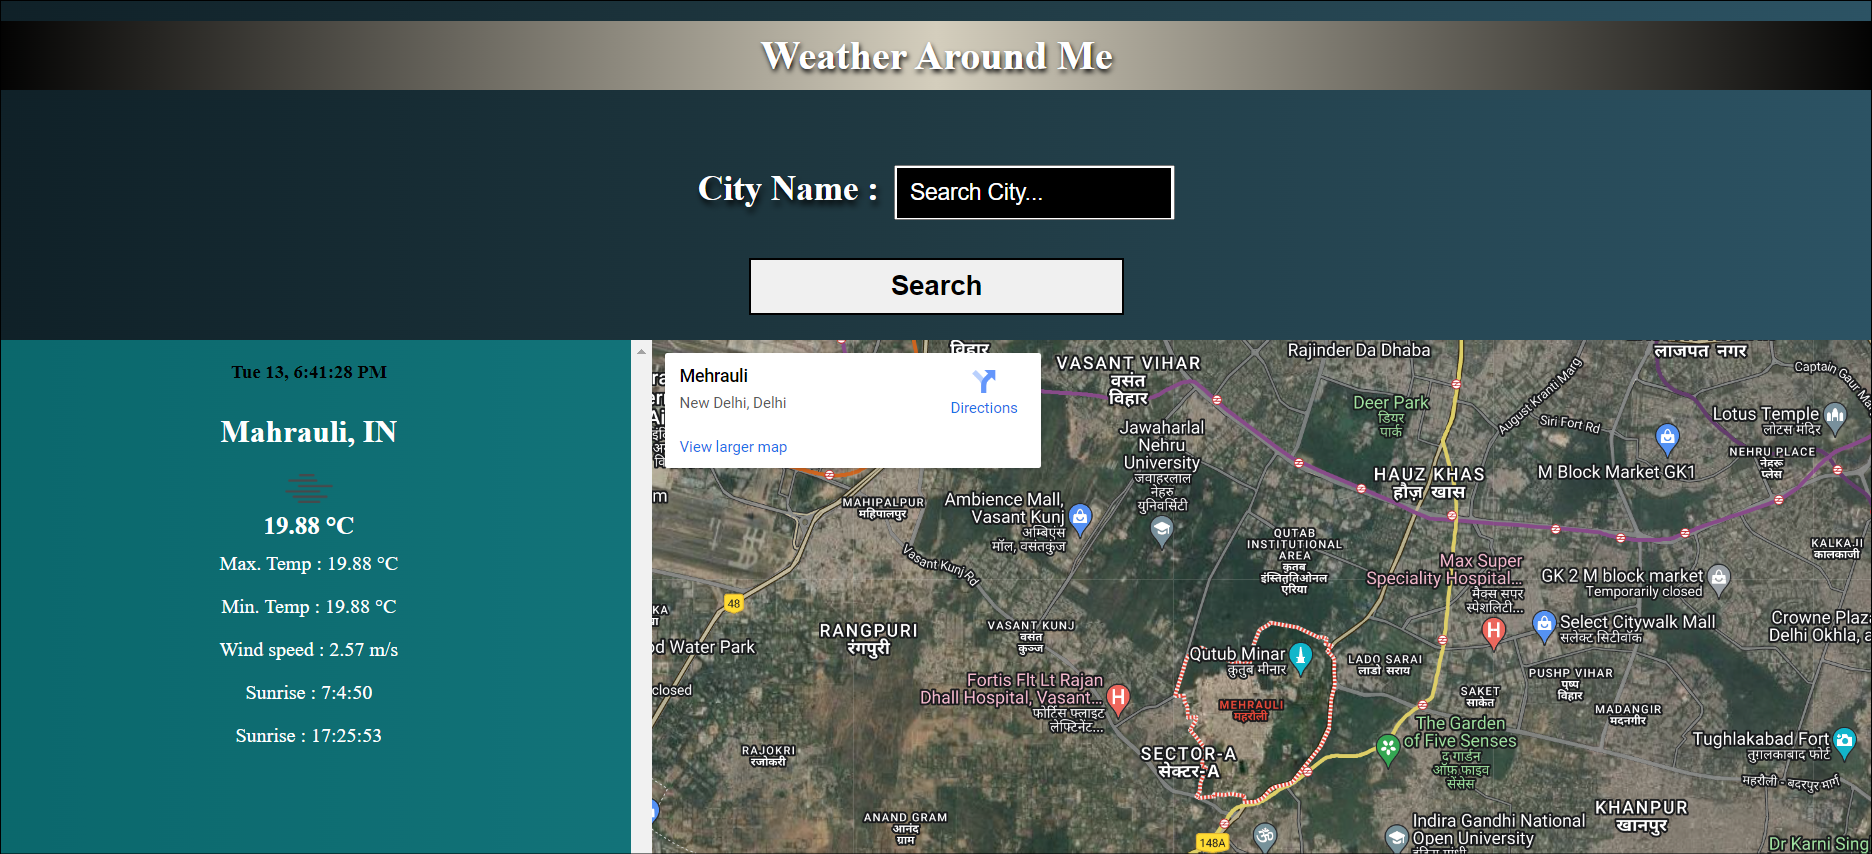 Weather Around Me
City Name :
Search City...
Search
Tue 13, 6:41:28 PM
Mahrauli, IN
19.88 °C
Max. Temp : 19.88 °C
Min. Temp : 19.88 °C
Wind speed : 2.57 m/s
Sunrise : 7:4:50
Sunrise : 17:25:53
Mehrauli
New Delhi, Delhi
Directions
View larger map
विहार
VASANT VIHAR
वसंत
विहार
Rajinder Da Dhaba
लाजपत नगर
Captain Gaur
August Kranti Marg
Deer Park
डियर
पार्क
Siri Fort Rd
Lotus Temple
लोटस मंदिर
Jawaharlal
Nehru
University
जवाहरलाल
नेहरु
युनिवर्सिटी
M Block Market GK1
NEHRU PLACE
नेहरू
प्लेस
HAUZ KHAS
हौज़ खास
MAHIPALPUR
महिपालपुर
Ambience Mall,
Vasant Kunj
अम्बिएंस
मॉल, वसंतकुंज
QUTAB
INSTITUTIONAL
AREA
कुतब
इंस्तिततिओनल
एरिया
KALKAJI
कालकाजी
Vasant Kunj Rd
Max Super
Speciality Hospital...
मैक्स सपर
स्पेशलिटी...
GK 2 M block market
Temporarily closed
48
RANGPURI
रंगपुरी
VASANT KUNJ
वसंत
कुञ्ज
Select Citywalk Mall
सलेक्ट सिटीवॉक
Crowne Plaza
Delhi Okhla, a
od Water Park
Qutub Minar
क़ुतुब मीनार
LADO SARAI
लाडो सराय
closed
Fortis Flt Lt Rajan
Dhall Hospital, Vasant...
फोर्टिस फ्लाइट
लेफ्टिनेंट...
PUSHP VIHAR
पुष्प
विहार
SAKET
साकेत
MEHRAULI
महरौली
MADANGIR
मदनगीर
The Garden
of Five Senses
द गार्डन
ऑफ़ फाइव
सेंसेस
RAJOKRI
रजोकरी
SECTOR-A
सेक्टर-A
Tughlakabad Fort
तुग़लकाबाद फोर्ट
महरौली - बदरपुर मार्ग
ANAND GRAM
आनंद
ग्राम
KHANPUR
खानपुर
Indira Gandhi National
Open University
148A
Dr Karni Sing